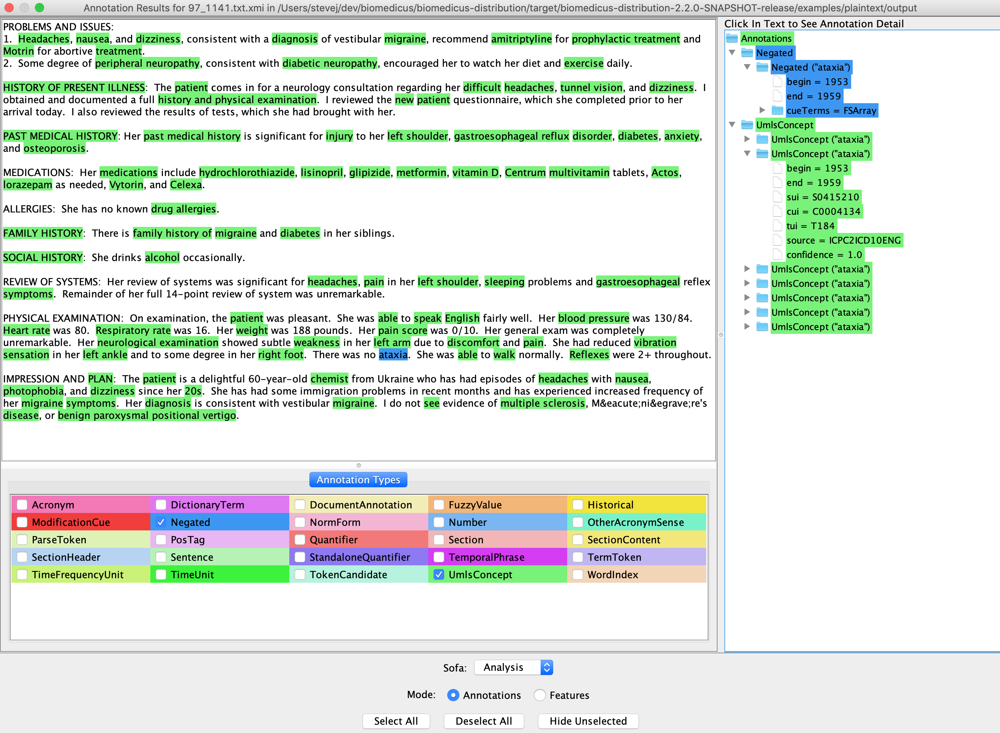 Annotation Results for 97_1141.txt.xmi in /Users/stevej/dev/biomedicus/biomedicus-distribution/target/biomedicus-distribution-2.2.0-SNAPSHOT-release/examples/plaintext/output
PROBLEMS AND ISSUES:
1.  Headaches, nausea, and dizziness, consistent with a diagnosis of vestibular migraine, recommend amitriptyline for prophylactic treatment and
Motrin for abortive treatment.
2.  Some degree of peripheral neuropathy, consistent with diabetic neuropathy, encouraged her to watch her diet and exercise daily.
HISTORY OF PRESENT ILLNESS:  The patient comes in for a neurology consultation regarding her difficult headaches, tunnel vision, and dizziness.  I
obtained and documented a full history and physical examination.  I reviewed the new patient questionnaire, which she completed prior to her
arrival today.  I also reviewed the results of tests, which she had brought with her.
PAST MEDICAL HISTORY: Her past medical history is significant for injury to her left shoulder, gastroesophageal reflux disorder, diabetes, anxiety,
and osteoporosis.
MEDICATIONS:  Her medications include hydrochlorothiazide, lisinopril, glipizide, metformin, vitamin D, Centrum multivitamin tablets, Actos,
lorazepam as needed, Vytorin, and Celexa.
ALLERGIES:  She has no known drug allergies.
FAMILY HISTORY:  There is family history of migraine and diabetes in her siblings.
SOCIAL HISTORY:  She drinks alcohol occasionally.
REVIEW OF SYSTEMS:  Her review of systems was significant for headaches, pain in her left shoulder, sleeping problems and gastroesophageal reflex
symptoms.  Remainder of her full 14-point review of system was unremarkable.
PHYSICAL EXAMINATION:  On examination, the patient was pleasant.  She was able to speak English fairly well.  Her blood pressure was 130/84.
Heart rate was 80.  Respiratory rate was 16.  Her weight was 188 pounds.  Her pain score was 0/10.  Her general exam was completely
unremarkable.  Her neurological examination showed subtle weakness in her left arm due to discomfort and pain.  She had reduced vibration
sensation in her left ankle and to some degree in her right foot.  There was no ataxia.  She was able to walk normally.  Reflexes were 2+ throughout.
IMPRESSION AND PLAN:  The patient is a delightful 60-year-old chemist from Ukraine who has had episodes of headaches with nausea,
photophobia, and dizziness since her 20s.  She has had some immigration problems in recent months and has experienced increased frequency of
her migraine symptoms.  Her diagnosis is consistent with vestibular migraine.  I do not see evidence of multiple sclerosis, M&eacute;ni&egrave;re's
disease, or benign paroxysmal positional vertigo.
Annotation Types
Acronym DictionaryTerm DocumentAnnotation FuzzyValue Historical
ModificationCue Negated NormForm Number OtherAcronymSense
ParseToken PosTag Quantifier Section SectionContent
SectionHeader Sentence StandaloneQuantifier TemporalPhrase TermToken
TimeFrequencyUnit TimeUnit TokenCandidate UmlsConcept WordIndex
Click In Text to See Annotation Detail
Annotations
Negated
Negated ("ataxia")
begin = 1953
end = 1959
cueTerms = FSArray
UmlsConcept
UmlsConcept ("ataxia")
UmlsConcept ("ataxia")
begin = 1953
end = 1959
sui = S0415210
cui = C0004134
tui = T184
source = ICPC2ICD10ENG
confidence = 1.0
UmlsConcept ("ataxia")
UmlsConcept ("ataxia")
UmlsConcept ("ataxia")
UmlsConcept ("ataxia")
UmlsConcept ("ataxia")
Sofa: Analysis
Mode: Annotations Features
Select All Deselect All Hide Unselected